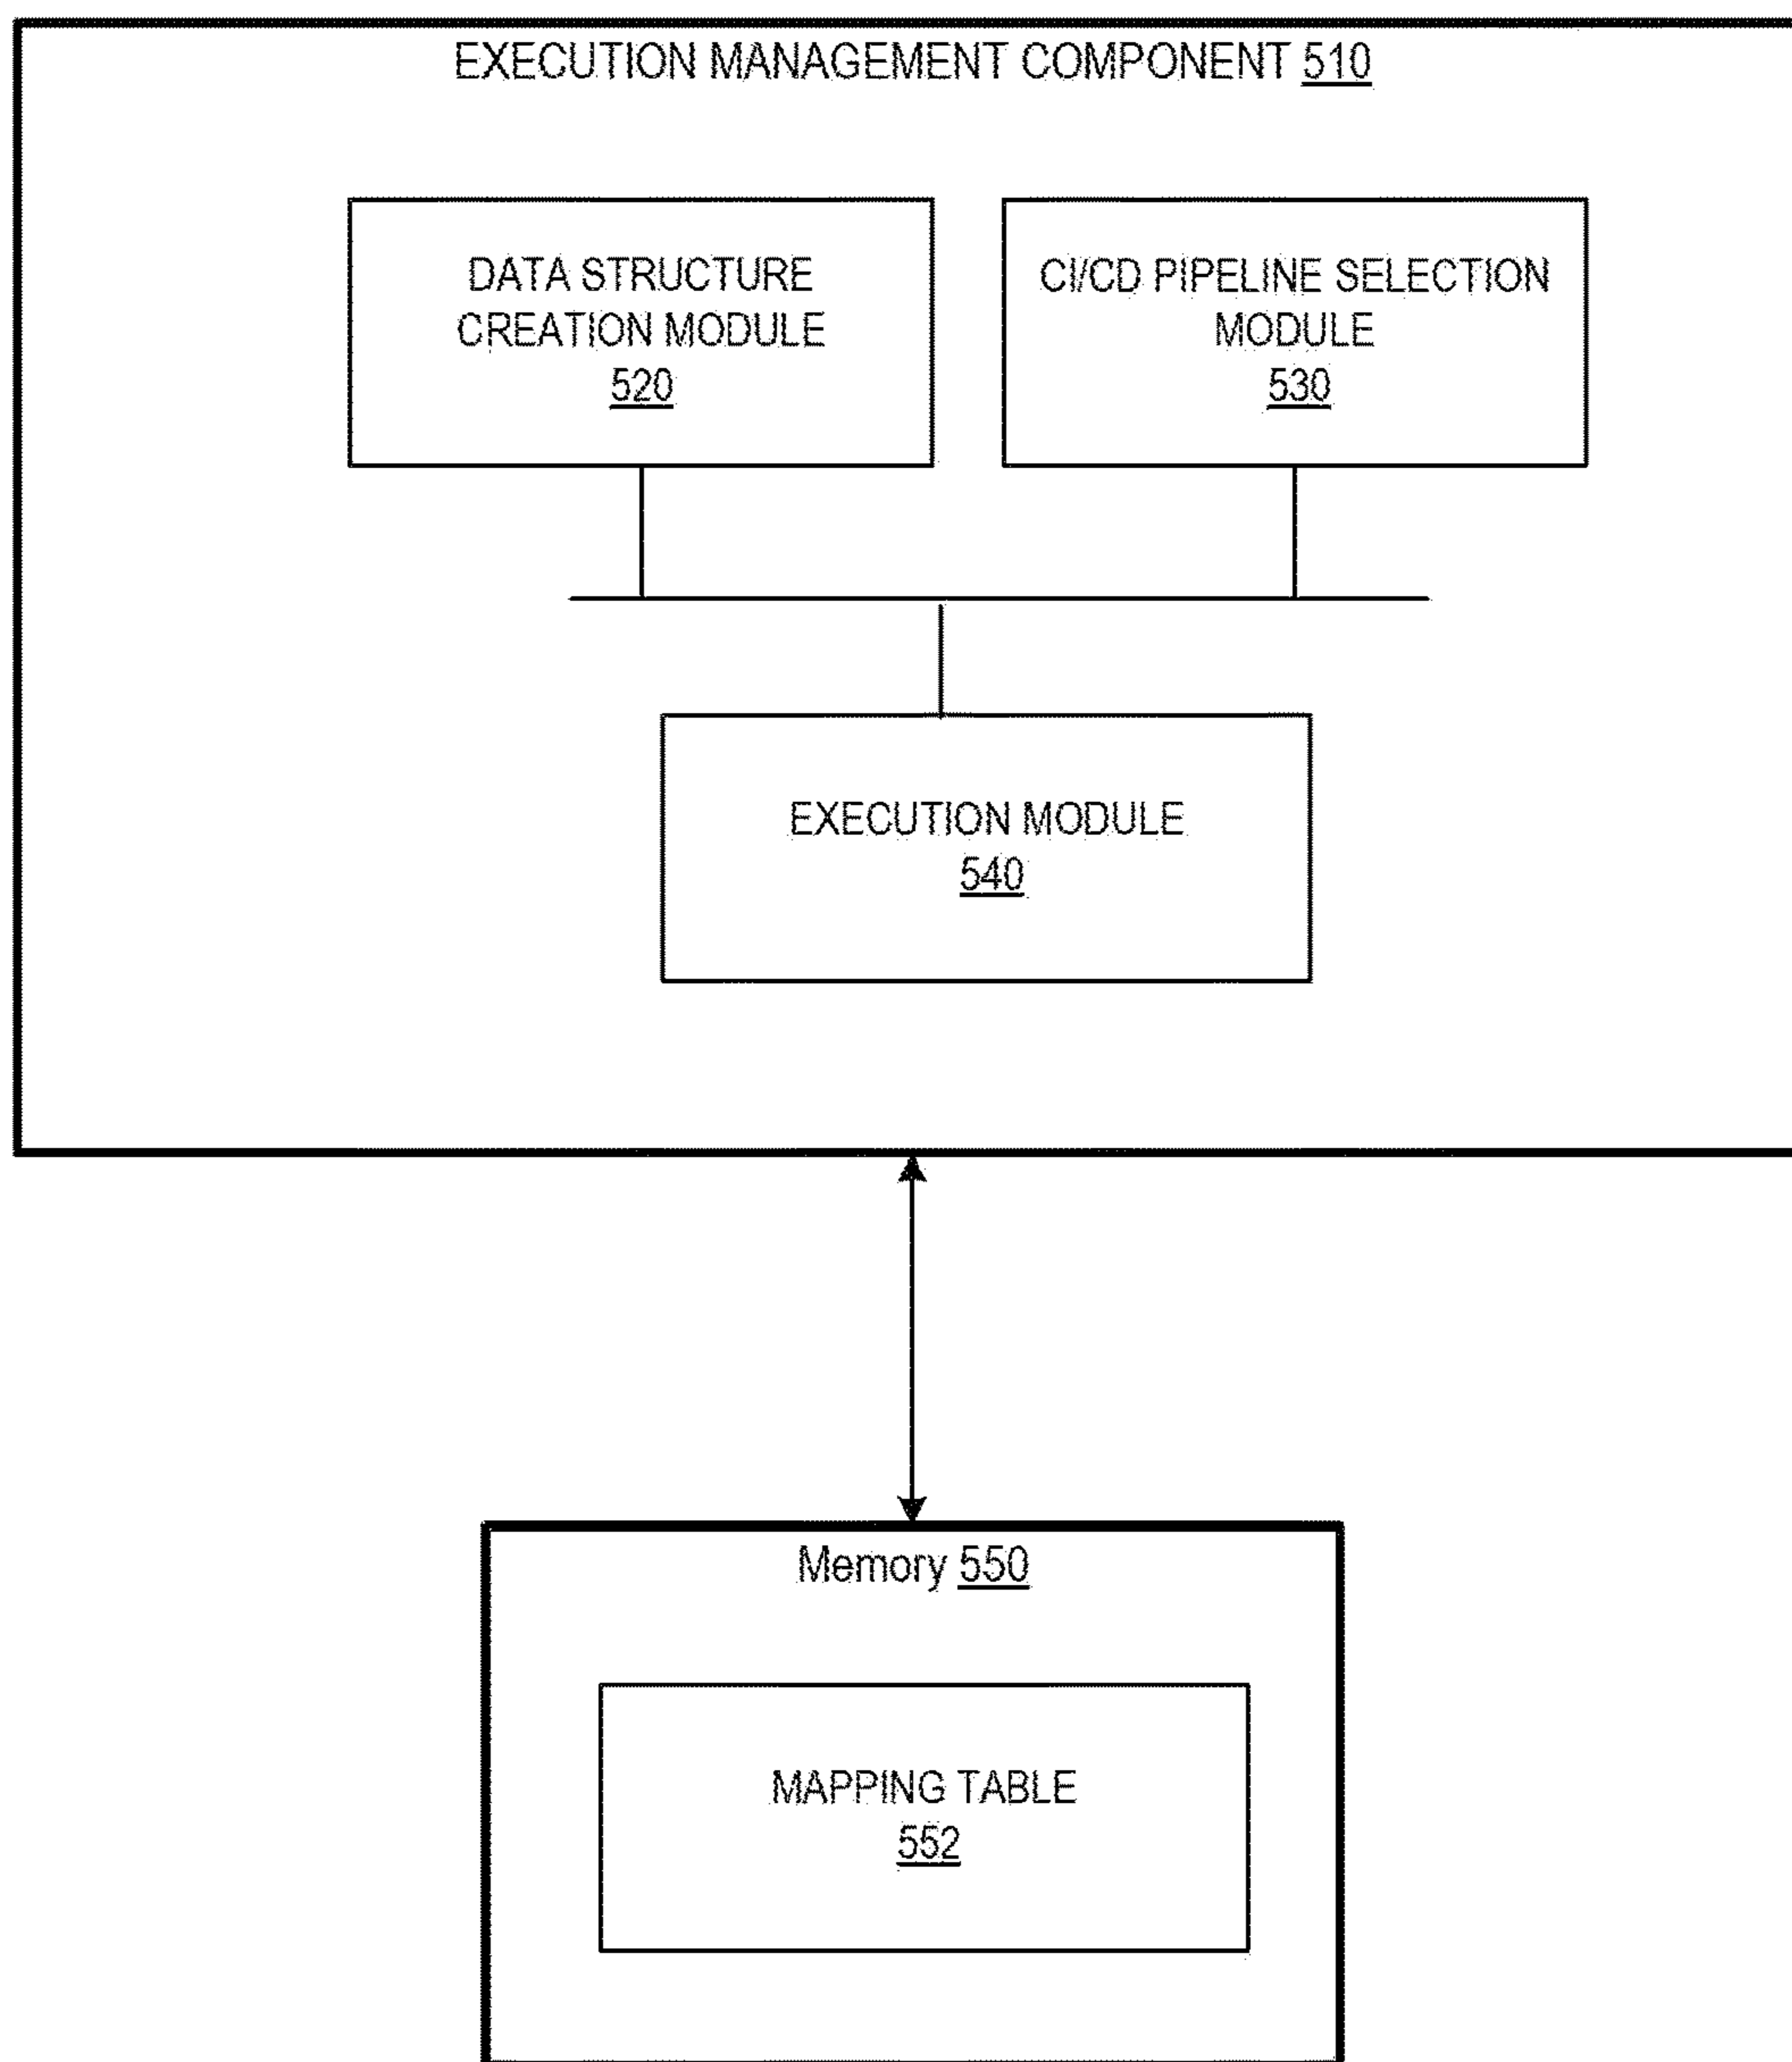 EXECUTION MANAGEMENT COMPONENT 510
DATA STRUCTURE
CREATION MODULE
520
CI/CD PIPELINE SELECTION
MODULE
530
EXECUTION MODULE
540
Memory 550
MAPPING TABLE
552